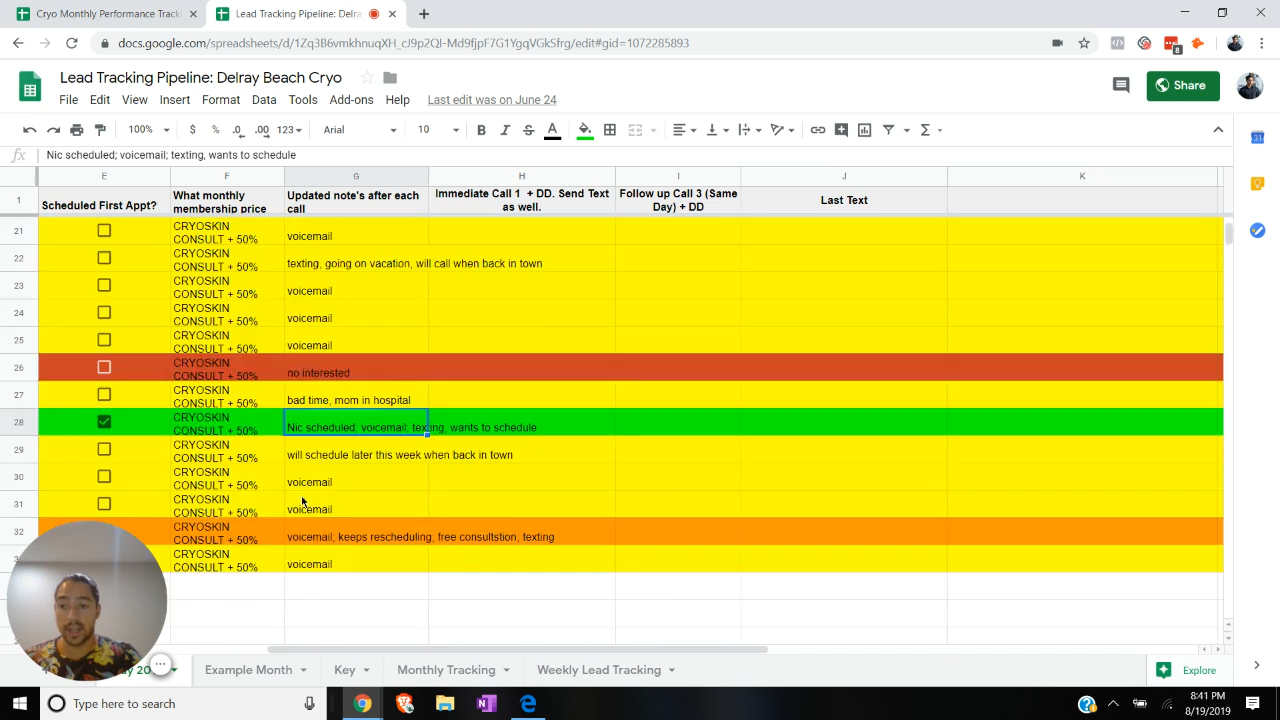 Cryo Monthly Performance Track
Lead Tracking Pipeline: Delra
docs.google.com/spreadsheets/d/1Zq3B6vmkhnuqXH_cJ9p2QI-Md9fjpF7G1YgqVGkSfrg/edit#gid=1072285893
8
Lead Tracking Pipeline: Delray Beach Cryo
File Edit View Insert Format Data Tools Add-ons Help Last edit was on June 24
Share
100% $ % .0 .00 123 Arial 10 B I S A
fx Nic scheduled; voicemail; texting, wants to schedule
E F G H I J K
1 Scheduled First Appt? What monthly membership price Updated note's after each call Immediate Call 1 + DD. Send Text as well. Follow up Call 3 (Same Day) + DD Last Text
21 CRYOSKIN CONSULT + 50% voicemail
22 CRYOSKIN CONSULT + 50% texting, going on vacation, will call when back in town
23 CRYOSKIN CONSULT + 50% voicemail
24 CRYOSKIN CONSULT + 50% voicemail
25 CRYOSKIN CONSULT + 50% voicemail
26 CRYOSKIN CONSULT + 50% no interested
27 CRYOSKIN CONSULT + 50% bad time, mom in hospital
28 CRYOSKIN CONSULT + 50% Nic scheduled; voicemail; texting, wants to schedule
29 CRYOSKIN CONSULT + 50% will schedule later this week when back in town
30 CRYOSKIN CONSULT + 50% voicemail
31 CRYOSKIN CONSULT + 50% voicemail
32 CRYOSKIN CONSULT + 50% voicemail, keeps rescheduling, free consultstion; texting
CRYOSKIN CONSULT + 50% voicemail
20 Example Month Key Monthly Tracking Weekly Lead Tracking
Explore
Type here to search
8:41 PM
8/19/2019